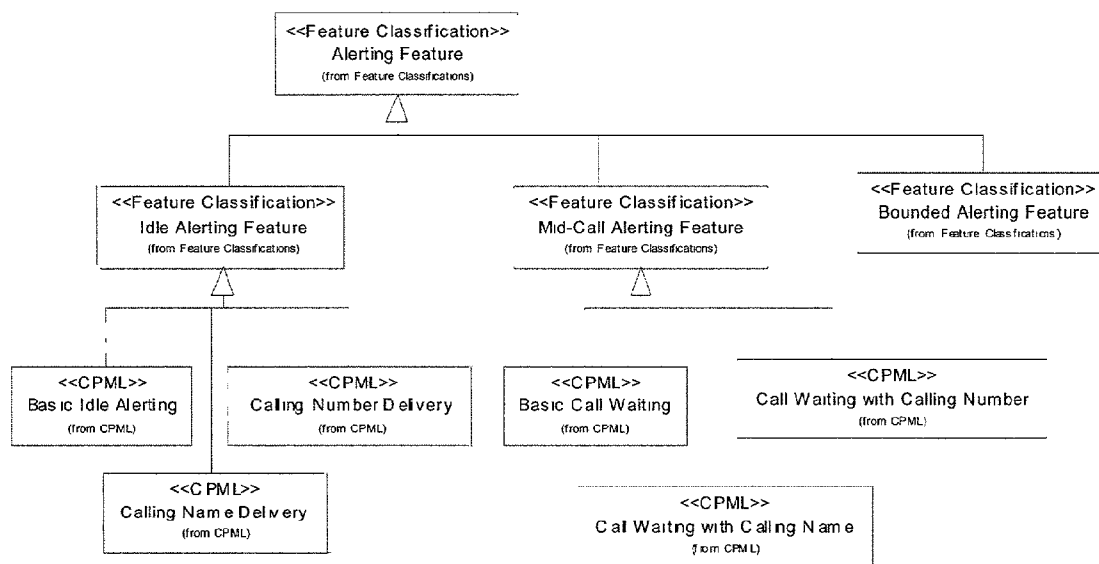 <<Feature Classification>>
Alerting Feature
(from Feature Classifications)
<<Feature Classification>>
Idle Alerting Feature
(from Feature Classifications)
<<Feature Classification>>
Mid-Call Alerting Feature
(from Feature Classifications)
<<Feature Classification>>
Bounded Alerting Feature
(from Feature Classifications)
<<CPML>>
Basic Idle Alerting
(from CPML)
<<CPML>>
Calling Number Delivery
(from CPML)
<<CPML>>
Basic Call Waiting
(from CPML)
<<CPML>>
Call Waiting with Calling Number
(from CPML)
<<CPML>>
Calling Name Delivery
(from CPML)
<<CPML>>
Call Waiting with Calling Name
(from CPML)